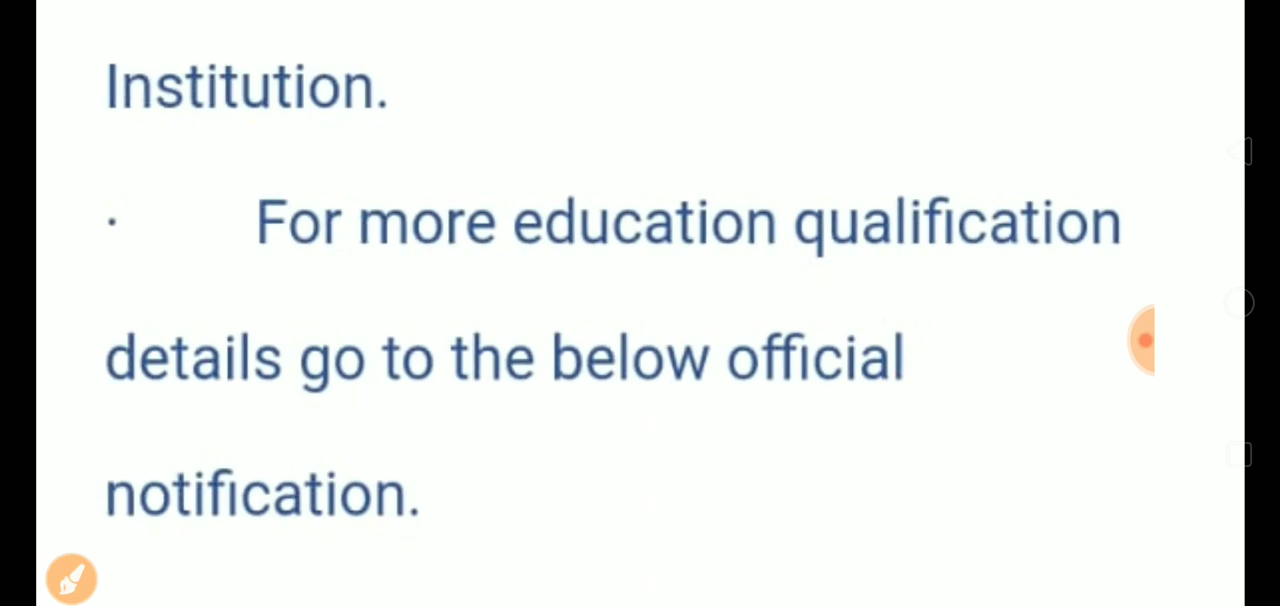 Institution.
· For more education qualification
details go to the below official
notification.